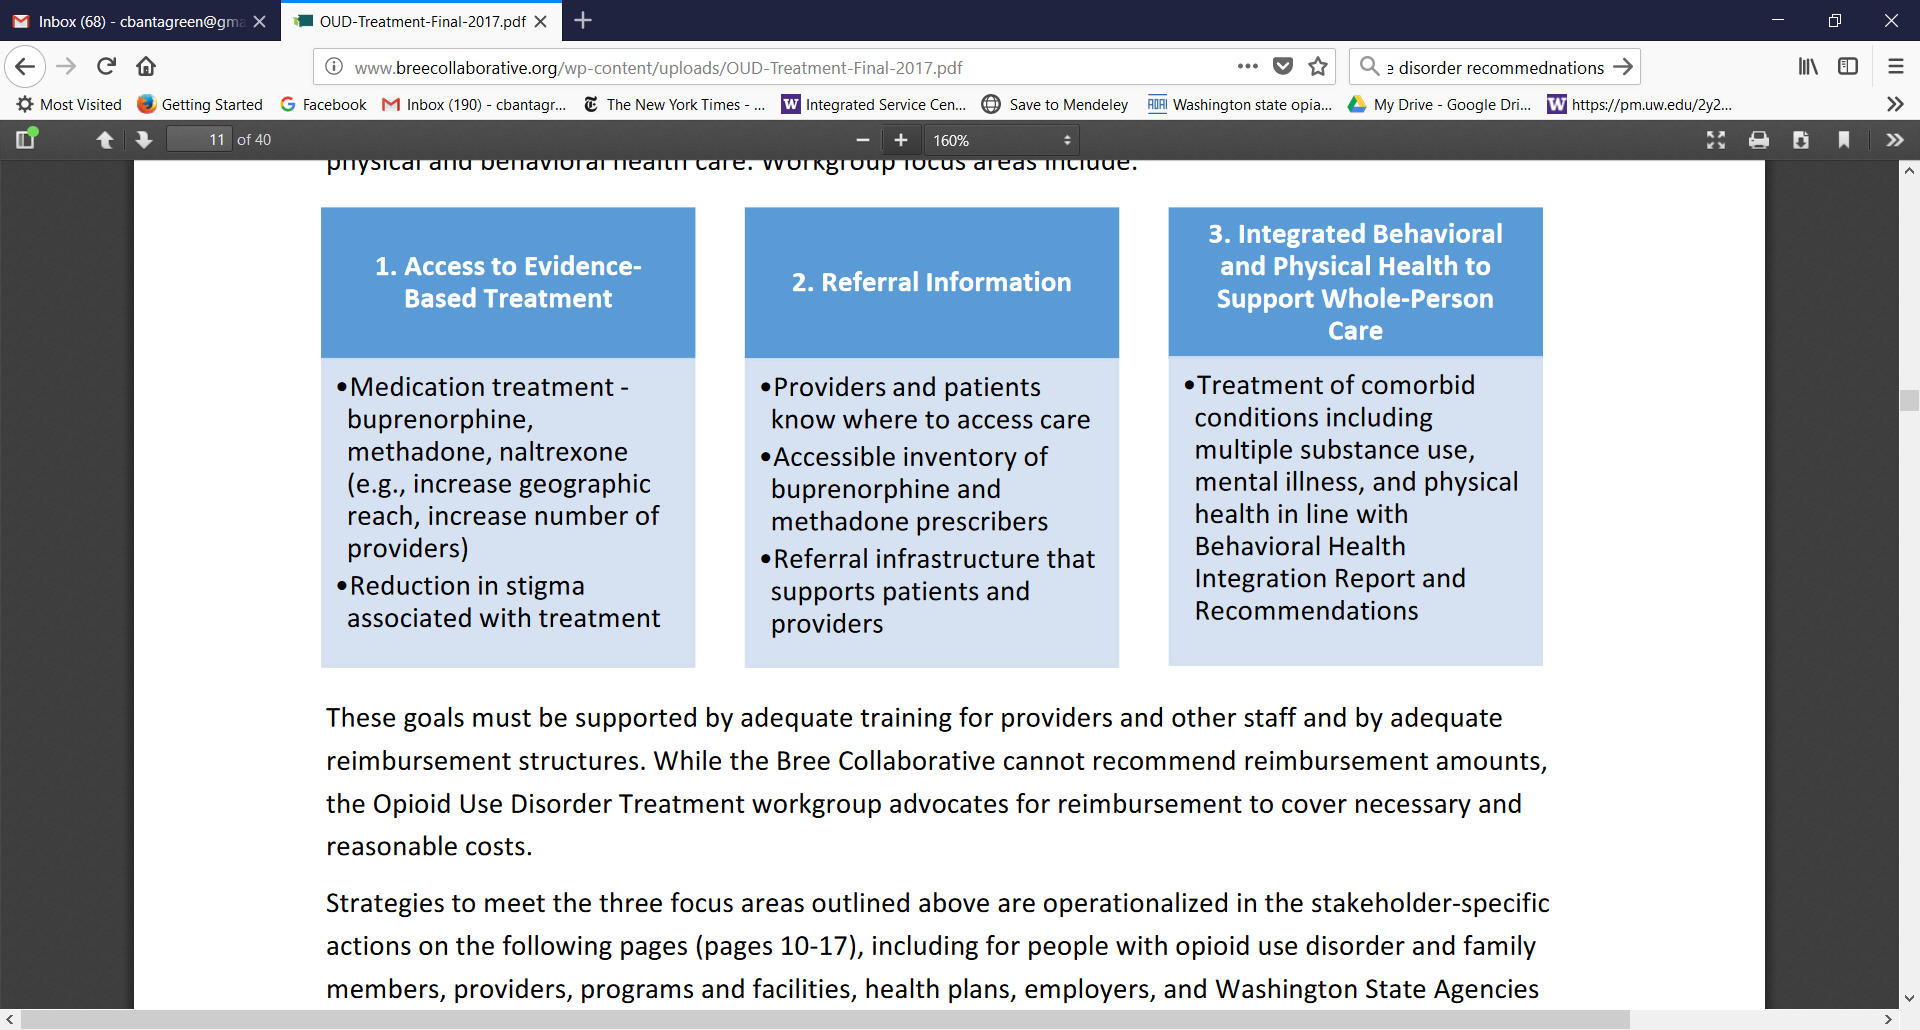 Inbox (68) - cbantagreen@gma
OUD-Treatment-Final-2017.pdf
www.breecollaborative.org/wp-content/uploads/OUD-Treatment-Final-2017.pdf
e disorder recommednations
Most Visited Getting Started Facebook Inbox (190) - cbantagr... The New York Times - ... Integrated Service Cen... Save to Mendeley Washington state opia... My Drive - Google Dri... https://pm.uw.edu/2y2...
11 of 40
160%
physical and behavioral health care. Workgroup focus areas include:
1. Access to Evidence-
Based Treatment
•Medication treatment -
buprenorphine,
methadone, naltrexone
(e.g., increase geographic
reach, increase number of
providers)
•Reduction in stigma
associated with treatment
2. Referral Information
•Providers and patients
know where to access care
•Accessible inventory of
buprenorphine and
methadone prescribers
•Referral infrastructure that
supports patients and
providers
3. Integrated Behavioral
and Physical Health to
Support Whole-Person
Care
•Treatment of comorbid
conditions including
multiple substance use,
mental illness, and physical
health in line with
Behavioral Health
Integration Report and
Recommendations
These goals must be supported by adequate training for providers and other staff and by adequate
reimbursement structures. While the Bree Collaborative cannot recommend reimbursement amounts,
the Opioid Use Disorder Treatment workgroup advocates for reimbursement to cover necessary and
reasonable costs.
Strategies to meet the three focus areas outlined above are operationalized in the stakeholder-specific
actions on the following pages (pages 10-17), including for people with opioid use disorder and family
members, providers, programs and facilities, health plans, employers, and Washington State Agencies